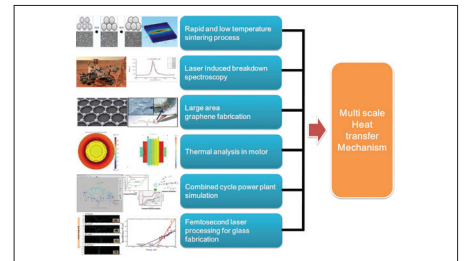 Rapid and low temperature
sintering process
Laser Induced breakdown
spectroscopy
Large area
graphene fabrication
Thermal analysis in motor
Combined cycle power plant
simulation
Femtosecond laser
processing for glass
fabrication
Multi scale
Heat
transfer
Mechanism